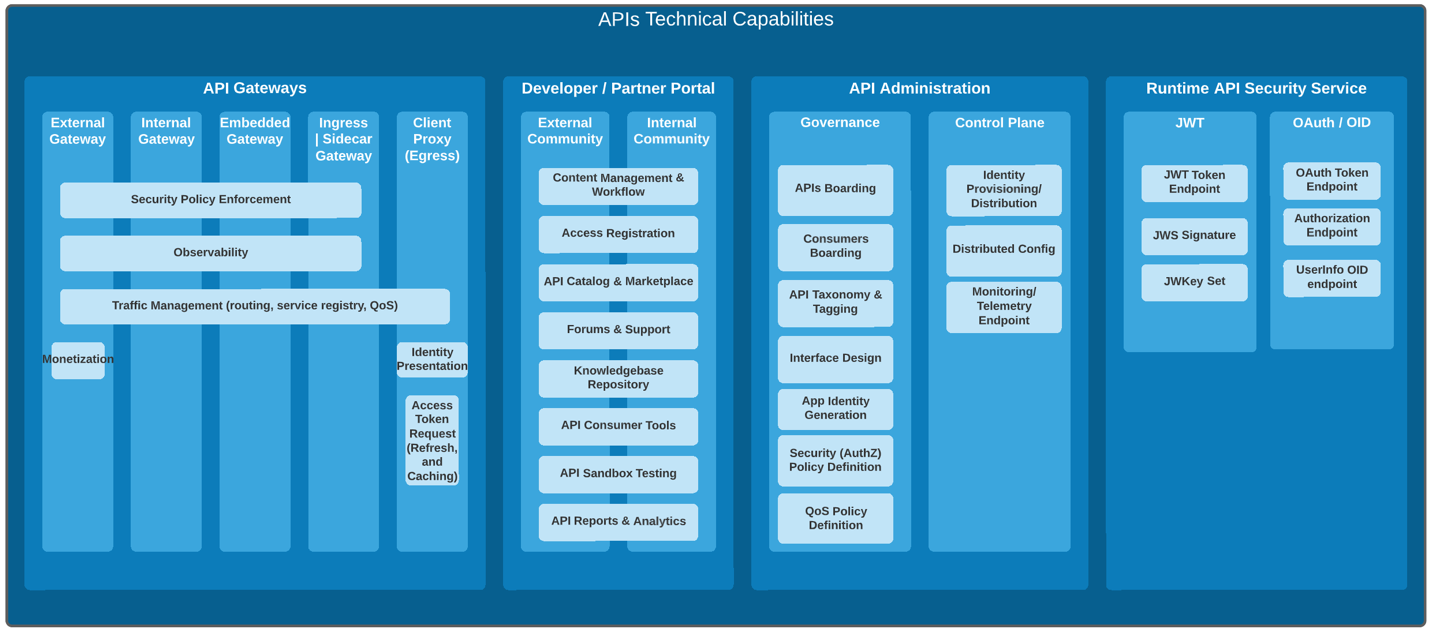 APIs Technical Capabilities
API Gateways
External
Gateway
Internal
Gateway
Embedded
Gateway
Ingress
| Sidecar
Gateway
Client
Proxy
(Egress)
Security Policy Enforcement
Observability
Traffic Management (routing, service registry, QoS)
Monetization
Identity
Presentation
Access
Token
Request
(Refresh,
and
Caching)
Developer / Partner Portal
External
Community
Internal
Community
Content Management &
Workflow
Access Registration
API Catalog & Marketplace
Forums & Support
Knowledgebase
Repository
API Consumer Tools
API Sandbox Testing
API Reports & Analytics
API Administration
Governance
APIs Boarding
Consumers
Boarding
API Taxonomy &
Tagging
Interface Design
App Identity
Generation
Security (AuthZ)
Policy Definition
QoS Policy
Definition
Control Plane
Identity
Provisioning/
Distribution
Distributed Config
Monitoring/
Telemetry
Endpoint
Runtime API Security Service
JWT
JWT Token
Endpoint
JWS Signature
JWKey Set
OAuth / OID
OAuth Token
Endpoint
Authorization
Endpoint
UserInfo OID
endpoint